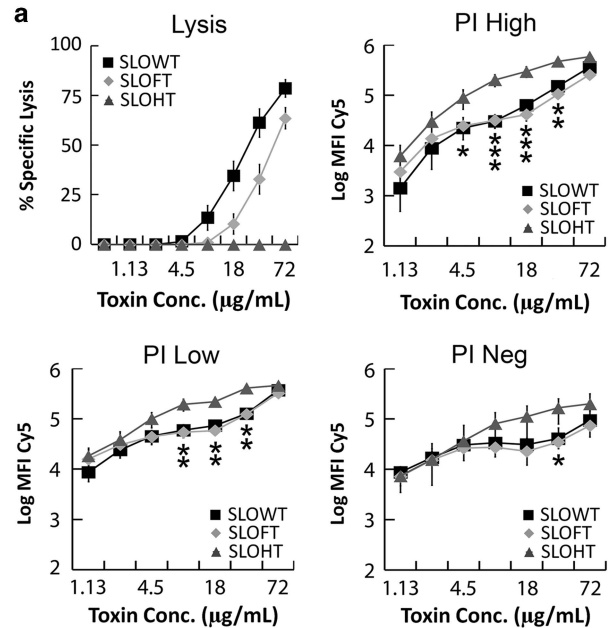 a
Lysis
% Specific Lysis
100
75
50
25
0
SLOWT
SLOFT
SLOHT
1.13 4.5 18 72
Toxin Conc. (μg/mL)
PI High
Log MFI Cy5
6
5
4
3
2
*
***
***
**
SLOWT
SLOFT
SLOHT
1.13 4.5 18 72
Toxin Conc. (μg/mL)
PI Low
Log MFI Cy5
6
5
4
3
2
**
**
**
SLOWT
SLOFT
SLOHT
1.13 4.5 18 72
Toxin Conc. (μg/mL)
PI Neg
Log MFI Cy5
6
5
4
3
2
*
SLOWT
SLOFT
SLOHT
1.13 4.5 18 72
Toxin Conc. (μg/mL)